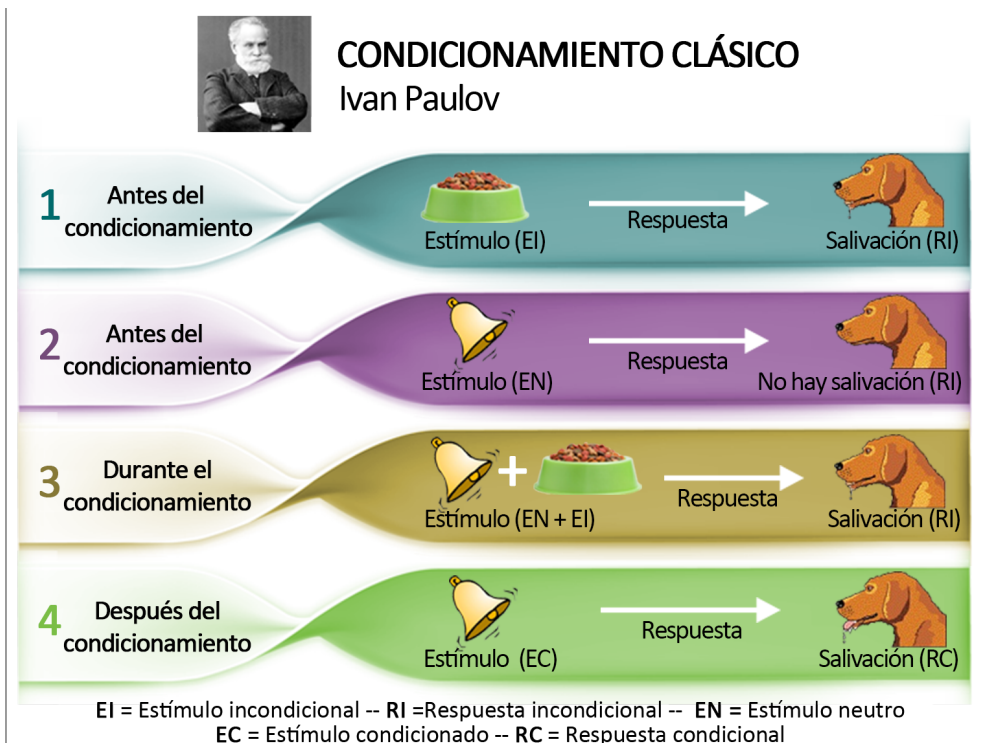 CONDICIONAMIENTO CLÁSICO
Ivan Paulov
1
Antes del
condicionamiento
Estímulo (EI)
Respuesta
Salivación (RI)
2
Antes del
condicionamiento
Estímulo (EN)
Respuesta
No hay salivación (RI)
3
Durante el
condicionamiento
+
Estímulo (EN + EI)
Respuesta
Salivación (RI)
4
Después del
condicionamiento
Estímulo (EC)
Respuesta
Salivación (RC)
EI = Estímulo incondicional -- RI =Respuesta incondicional -- EN = Estímulo neutro
EC = Estímulo condicionado -- RC = Respuesta condicional